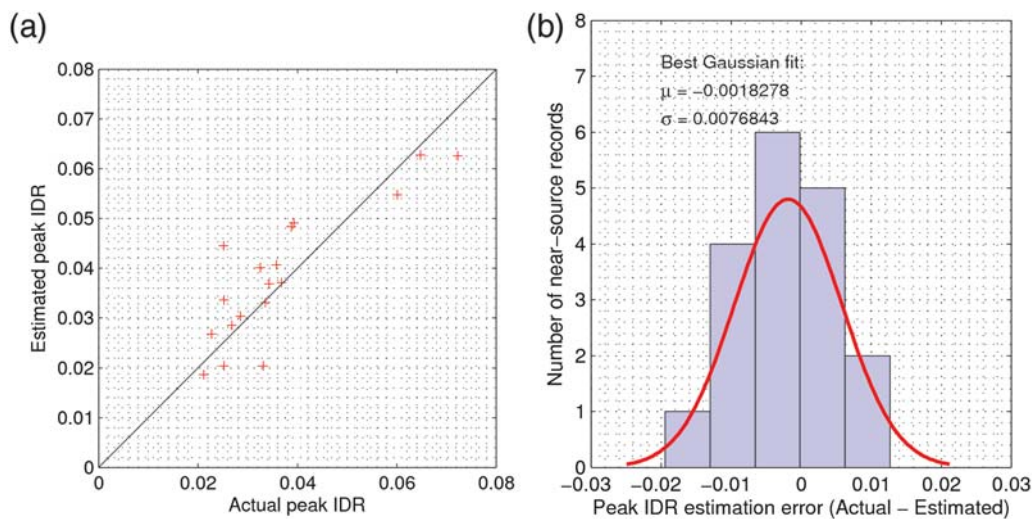 (a)
0.08
0.07
0.06
0.05
0.04
0.03
0.02
0.01
0
Estimated peak IDR
0 0.02 0.04 0.06 0.08
Actual peak IDR
(b)
8
7
6
5
4
3
2
1
0
Number of near−source records
Best Gaussian fit:
μ = −0.0018278
σ = 0.0076843
−0.03 −0.02 −0.01 0 0.01 0.02 0.03
Peak IDR estimation error (Actual − Estimated)